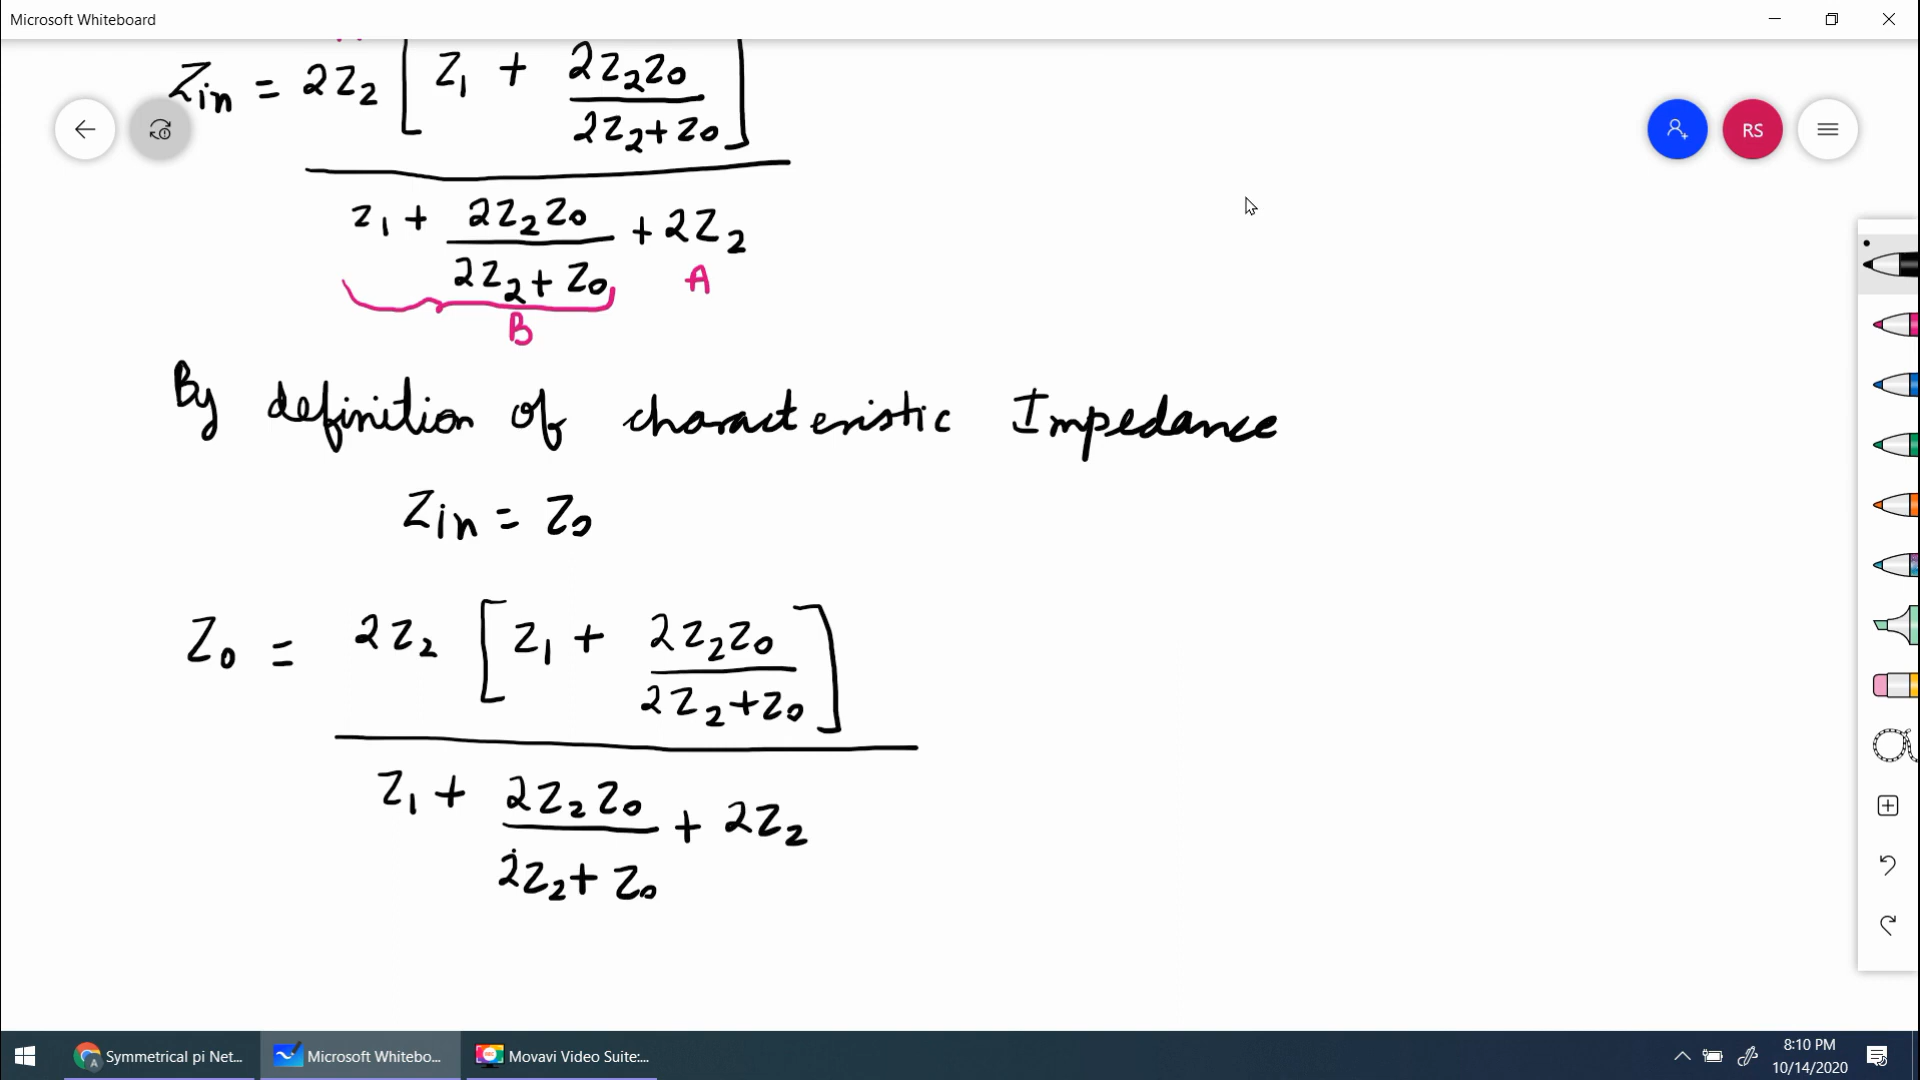 Microsoft Whiteboard
Zin = 2Z2 [ Z1 + 2Z2Z0
2Z2+Z0 ]
Z1 + 2Z2Z0 + 2Z2
2Z2 + Z0
A
B
RS
By definition of characteristic Impedance
Zin = Z0
Z0 = 2Z2 [ Z1 + 2Z2Z0
2Z2+Z0 ]
Z1 + 2Z2Z0 + 2Z2
2Z2 + Z0
Symmetrical pi Net...
Microsoft Whitebo...
Movavi Video Suite:...
8:10 PM
10/14/2020